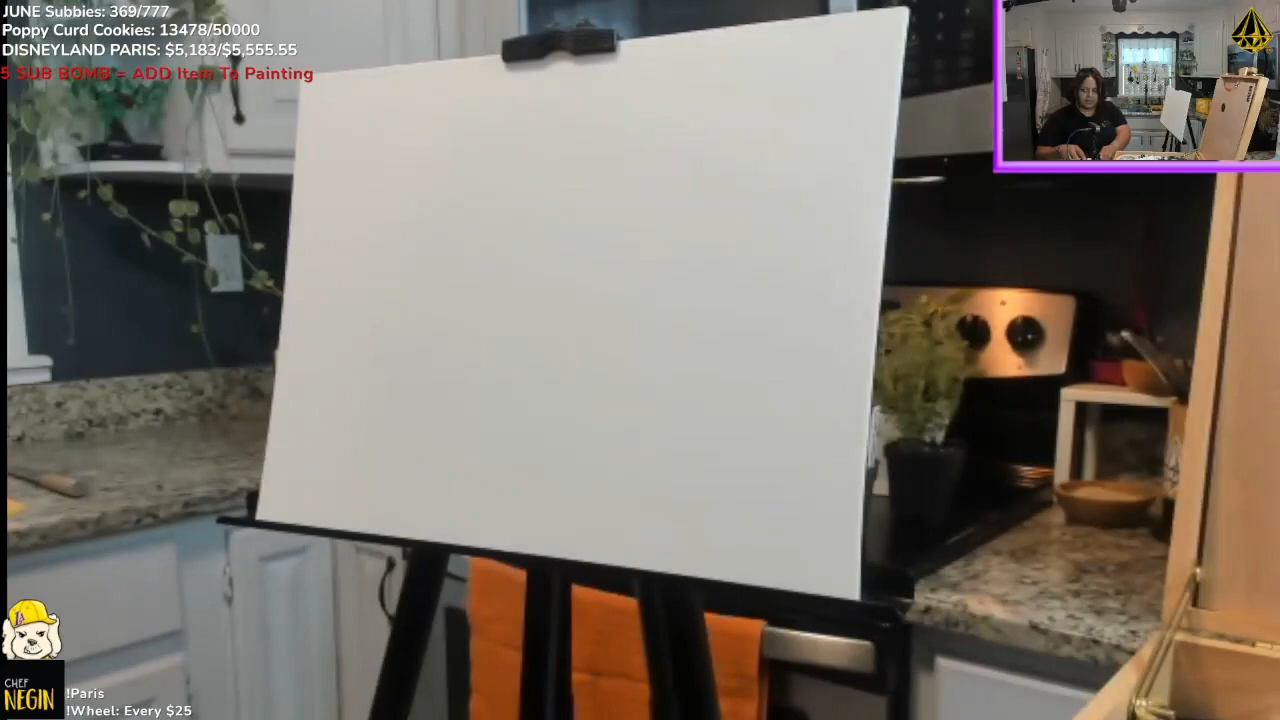 JUNE Subbies: 369/777
Poppy Curd Cookies: 13478/50000
DISNEYLAND PARIS: $5,183/$5,555.55
5 SUB BOMB = ADD Item To Painting
CHEF
NEGIN
!Paris
!Wheel: Every $25